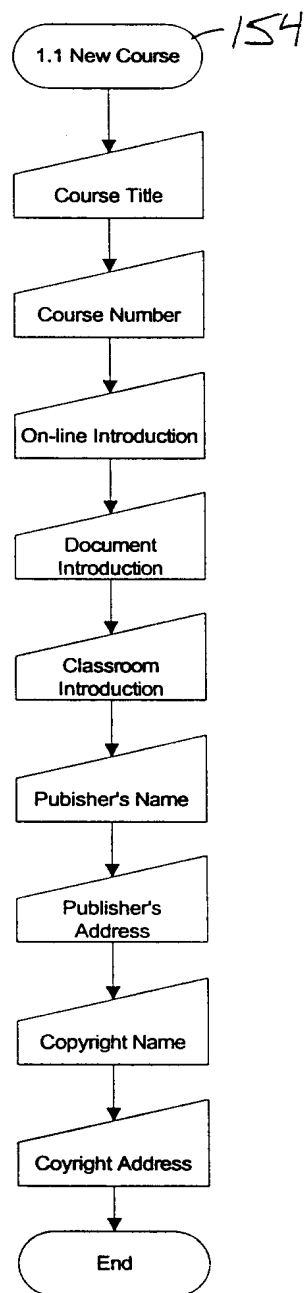 1.1 New Course
154
Course Title
Course Number
On-line Introduction
Document
Introduction
Classroom
Introduction
Pubisher's Name
Publisher's
Address
Copyright Name
Coyright Address
End